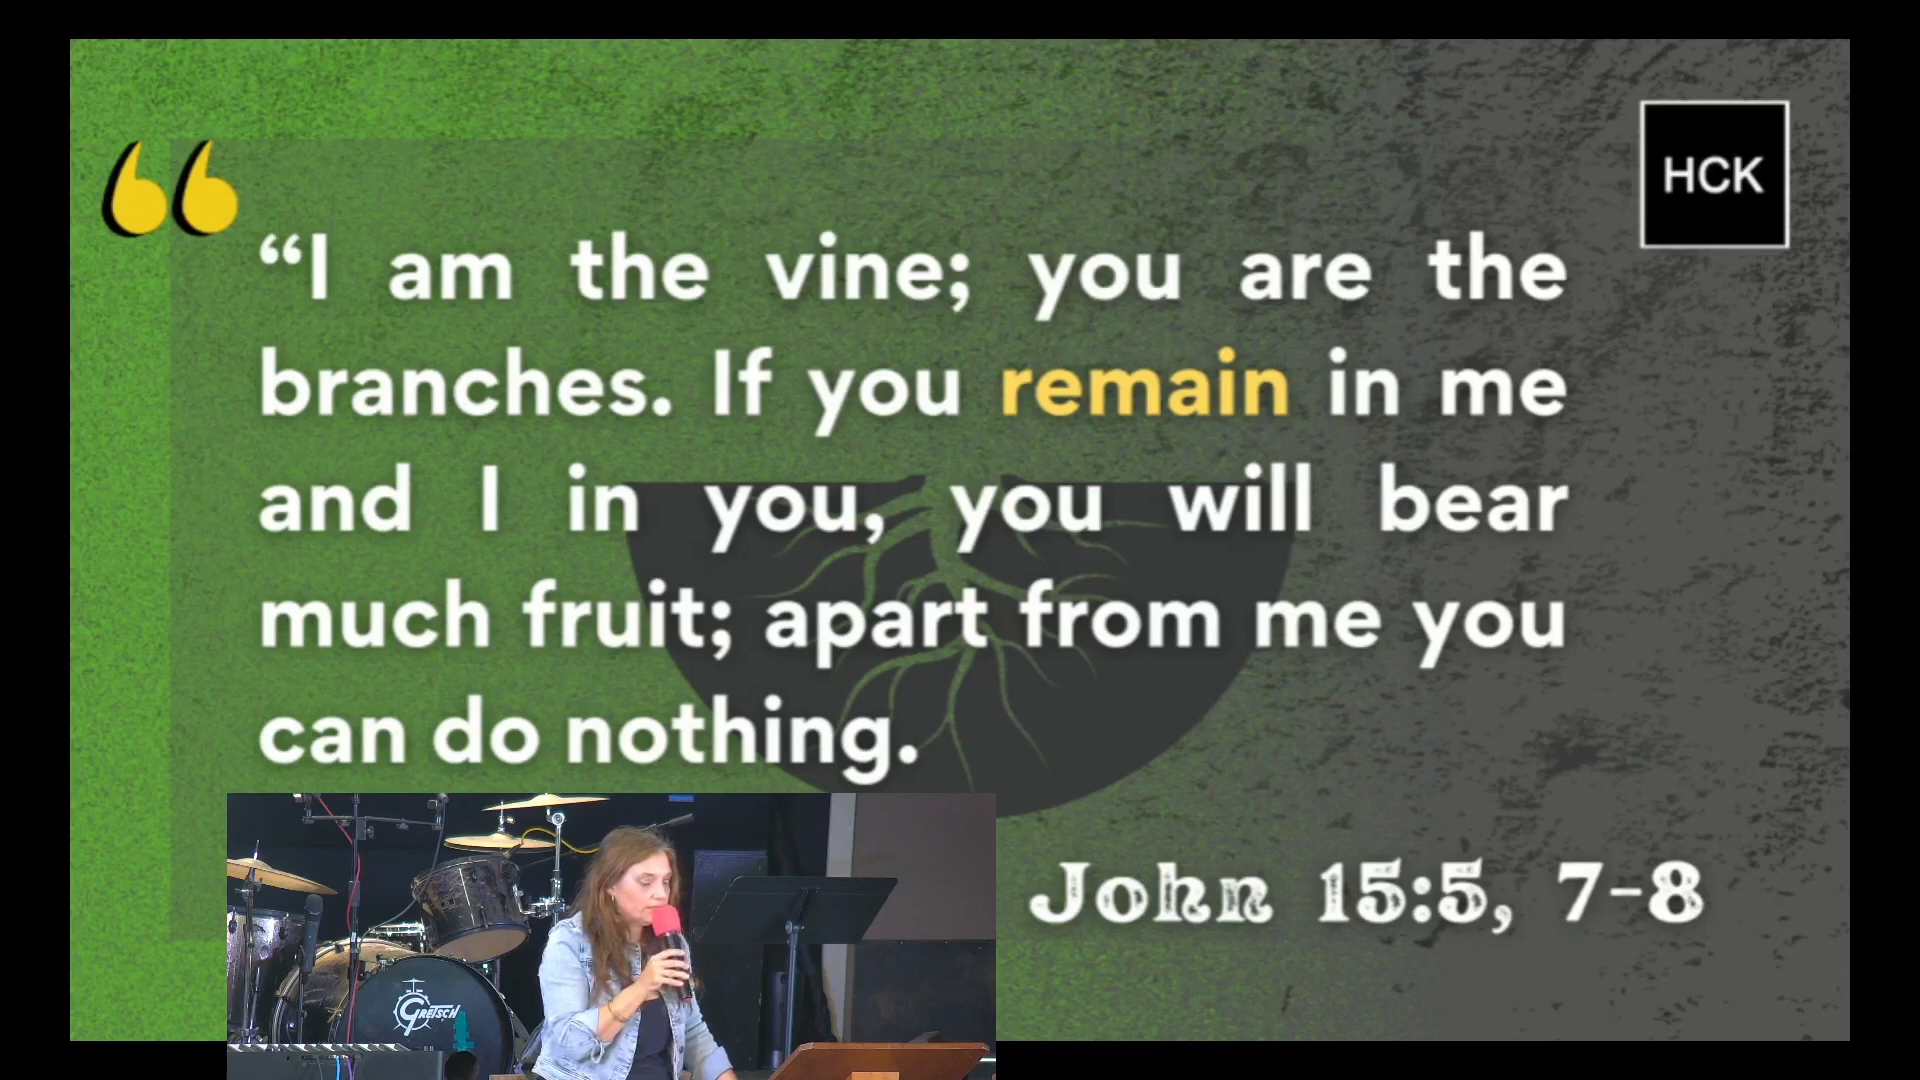 HCK
“I am the vine; you are the
branches. If you remain in me
and I in you, you will bear
much fruit; apart from me you
can do nothing.
John 15:5, 7-8
GRETSCH